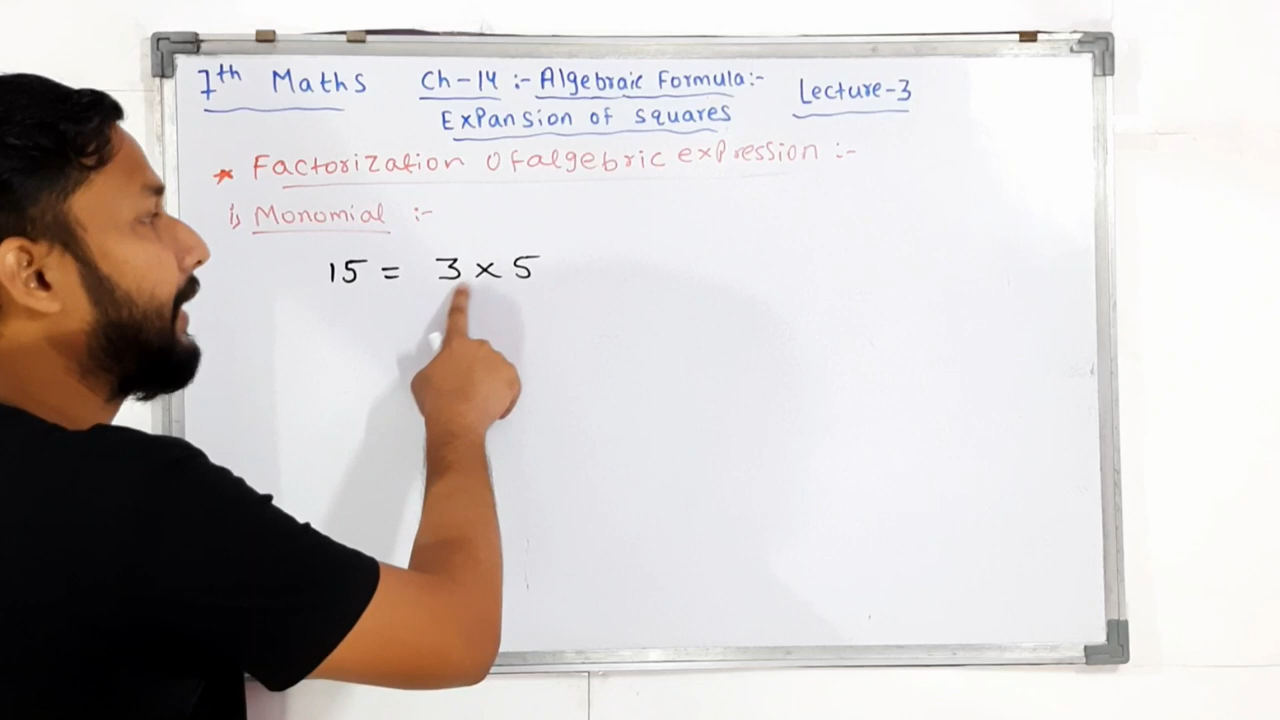 7th Maths Ch-14 :- Algebraic Formula:- Lecture-3
Expansion of squares
* Factorization of algebric expression :-
i) Monomial :-
15 = 3 × 5